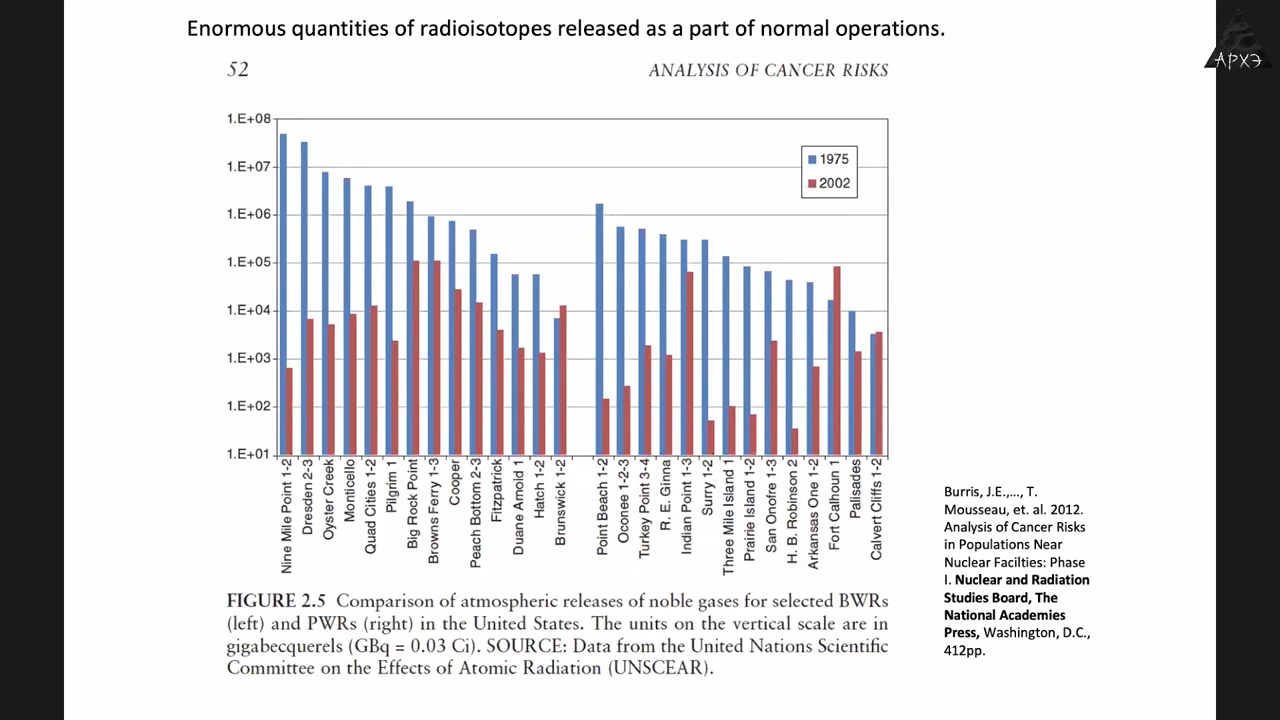 Enormous quantities of radioisotopes released as a part of normal operations.
АРХЭ
52
ANALYSIS OF CANCER RISKS
1.E+08
1.E+07
1.E+06
1.E+05
1.E+04
1.E+03
1.E+02
1.E+01
1975
2002
Nine Mile Point 1-2
Dresden 2-3
Oyster Creek
Monticello
Quad Cities 1-2
Pilgrim 1
Big Rock Point
Browns Ferry 1-3
Cooper
Peach Bottom 2-3
Fitzpatrick
Duane Arnold 1
Hatch 1-2
Brunswick 1-2
Point Beach 1-2
Oconee 1-2-3
Turkey Point 3-4
R. E. Ginna
Indian Point 1-3
Surry 1-2
Three Mile Island 1
Prairie Island 1-2
San Onofre 1-3
H. B. Robinson 2
Arkansas One 1-2
Fort Calhoun 1
Palisades
Calvert Cliffs 1-2
FIGURE 2.5 Comparison of atmospheric releases of noble gases for selected BWRs
(left) and PWRs (right) in the United States. The units on the vertical scale are in
gigabecquerels (GBq = 0.03 Ci). SOURCE: Data from the United Nations Scientific
Committee on the Effects of Atomic Radiation (UNSCEAR).
Burris, J.E.,..., T.
Mousseau, et. al. 2012.
Analysis of Cancer Risks
in Populations Near
Nuclear Facilties: Phase
I. Nuclear and Radiation
Studies Board, The
National Academies
Press, Washington, D.C.,
412pp.